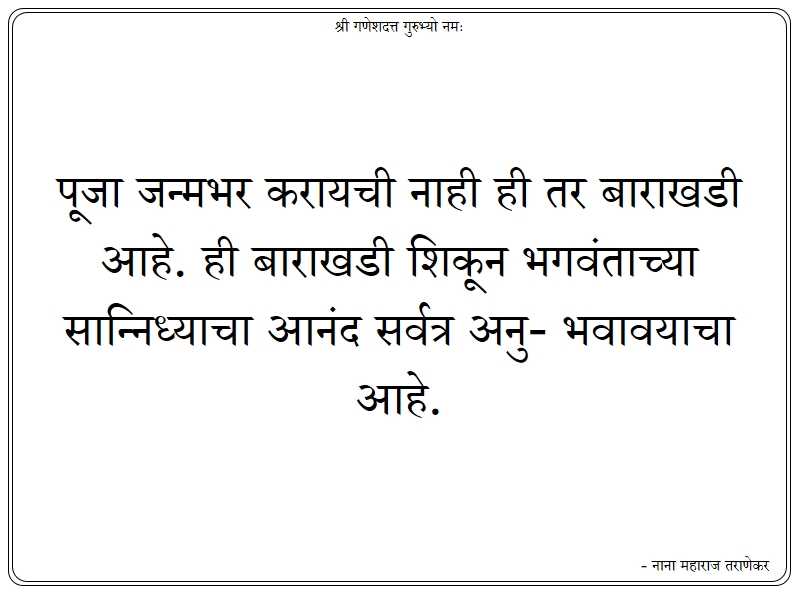 श्री गणेशदत्त गुरुभ्यो नमः
पूजा जन्मभर करायची नाही ही तर बाराखडी
आहे. ही बाराखडी शिकून भगवंताच्या
सान्निध्याचा आनंद सर्वत्र अनु- भवावयाचा
आहे.
- नाना महाराज तराणेकर